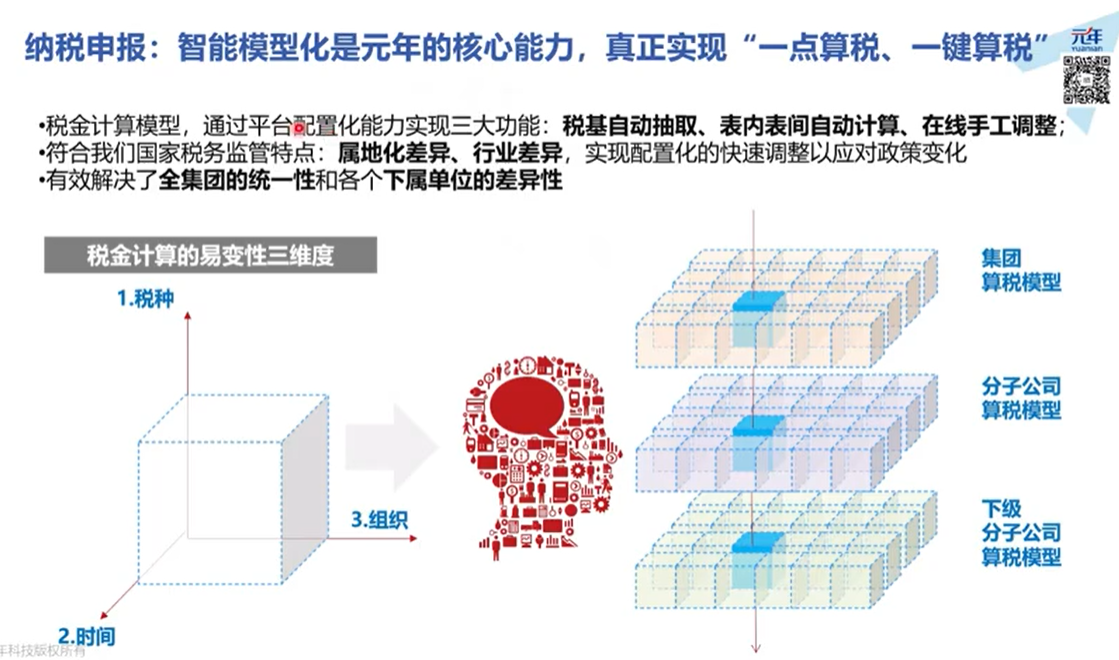 纳税申报：智能模型化是元年的核心能力，真正实现“一点算税、一键算税”
元年
yuanian
•税金计算模型，通过平台配置化能力实现三大功能：税基自动抽取、表内表间自动计算、在线手工调整；
•符合我们国家税务监管特点：属地化差异、行业差异，实现配置化的快速调整以应对政策变化
•有效解决了全集团的统一性和各个下属单位的差异性
税金计算的易变性三维度
1.税种
3.组织
2.时间
集团
算税模型
分子公司
算税模型
下级
分子公司
算税模型
年科技版权所有